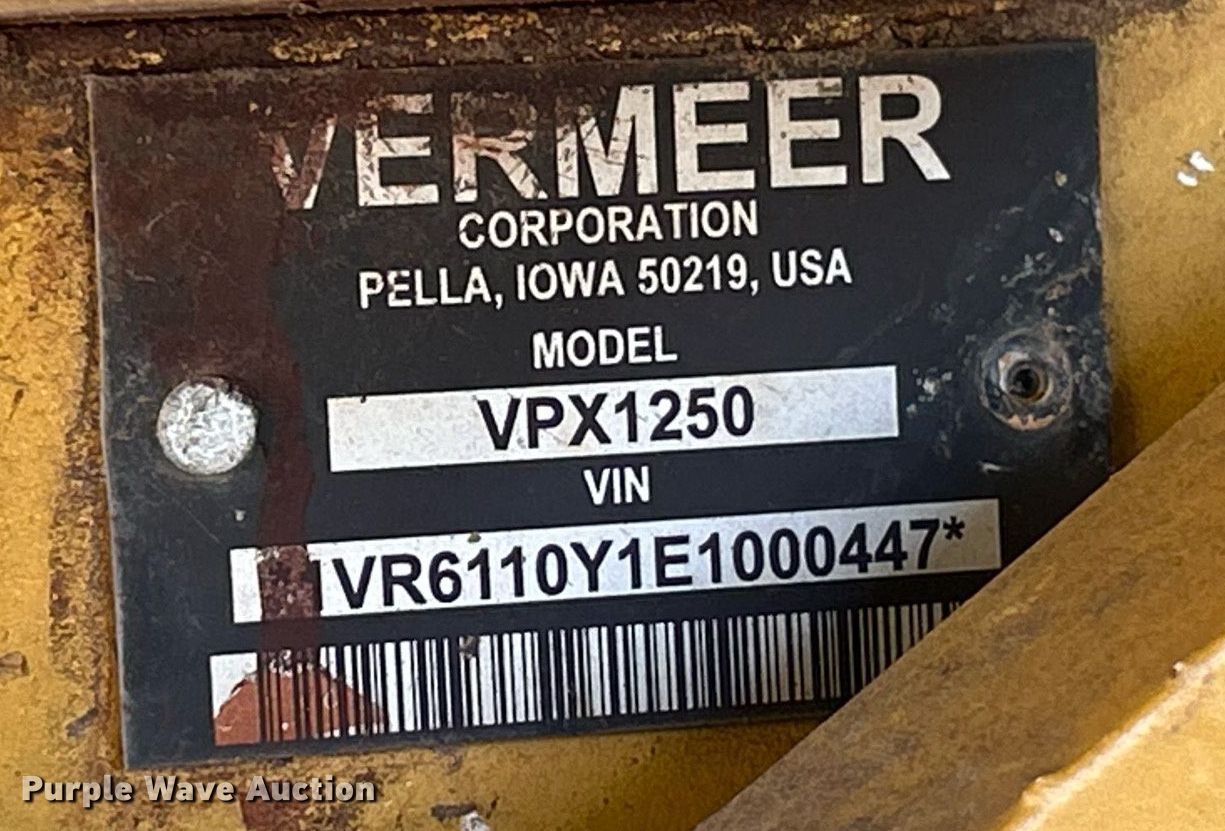 VERMEER
CORPORATION
PELLA, IOWA 50219, USA
MODEL
VPX1250
VIN
1VR6110Y1E1000447*
Purple Wave Auction